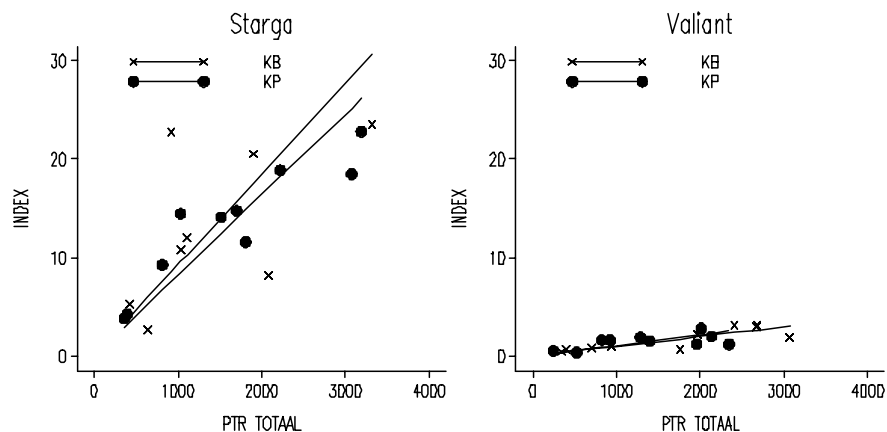 Starga
KB
KP
30
20
10
0
INDEX
0 1000 2000 3000 4000
PTR TOTAAL
Valiant
KB
KP
30
20
10
0
INDEX
0 1000 2000 3000 4000
PTR TOTAAL